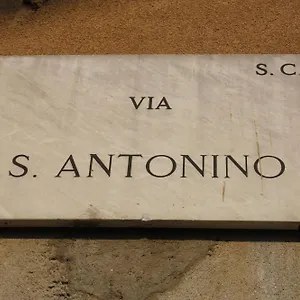 S. C.
VIA
S. ANTONINO